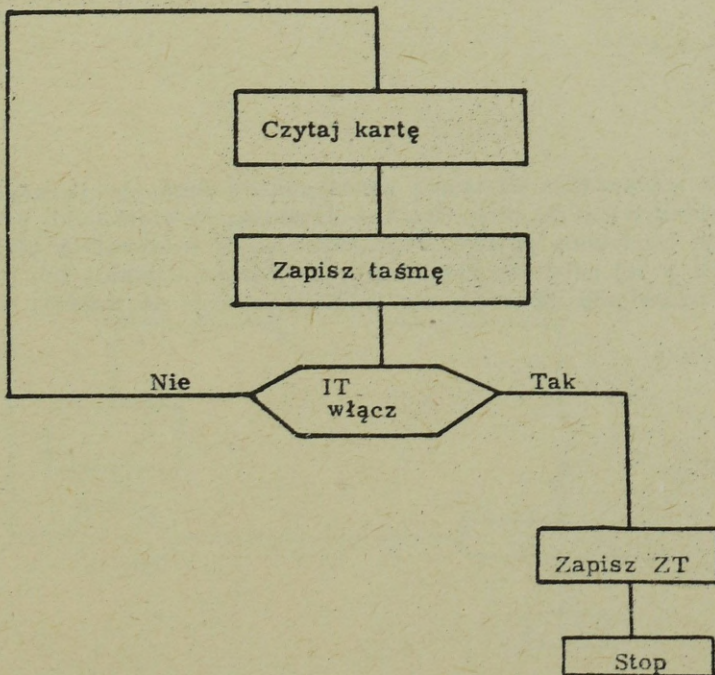 Czytaj kartę
Zapisz taśmę
Nie
IT
włącz
Tak
Zapisz ZT
Stop